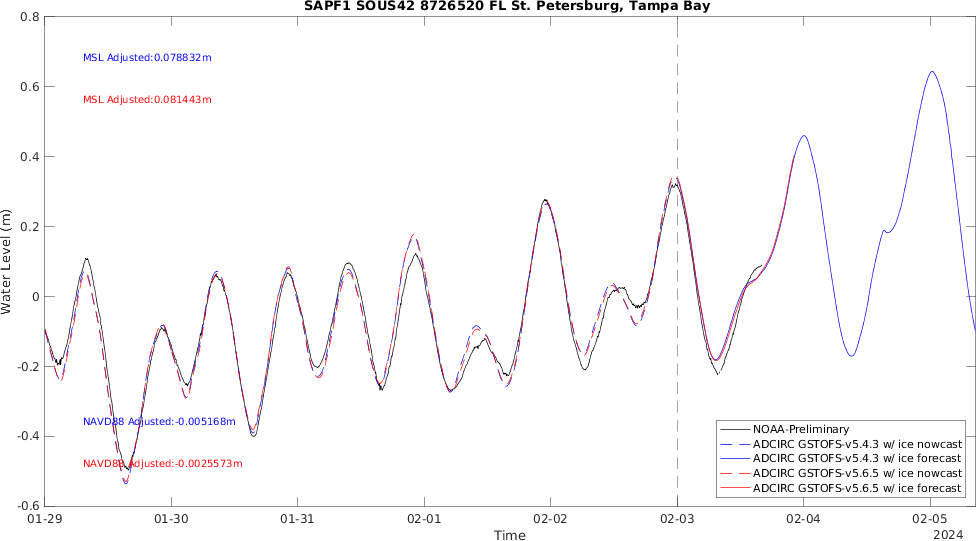 SAPF1 SOUS42 8726520 FL St. Petersburg, Tampa Bay
0.8
0.6
0.4
0.2
0
-0.2
-0.4
-0.6
Water Level (m)
MSL Adjusted:0.078832m
MSL Adjusted:0.081443m
NAVD88 Adjusted:-0.005168m
NAVD88 Adjusted:-0.0025573m
NOAA-Preliminary
ADCIRC GSTOFS-v5.4.3 w/ ice nowcast
ADCIRC GSTOFS-v5.4.3 w/ ice forecast
ADCIRC GSTOFS-v5.6.5 w/ ice nowcast
ADCIRC GSTOFS-v5.6.5 w/ ice forecast
01-29 01-30 01-31 02-01 02-02 02-03 02-04 02-05
Time
2024